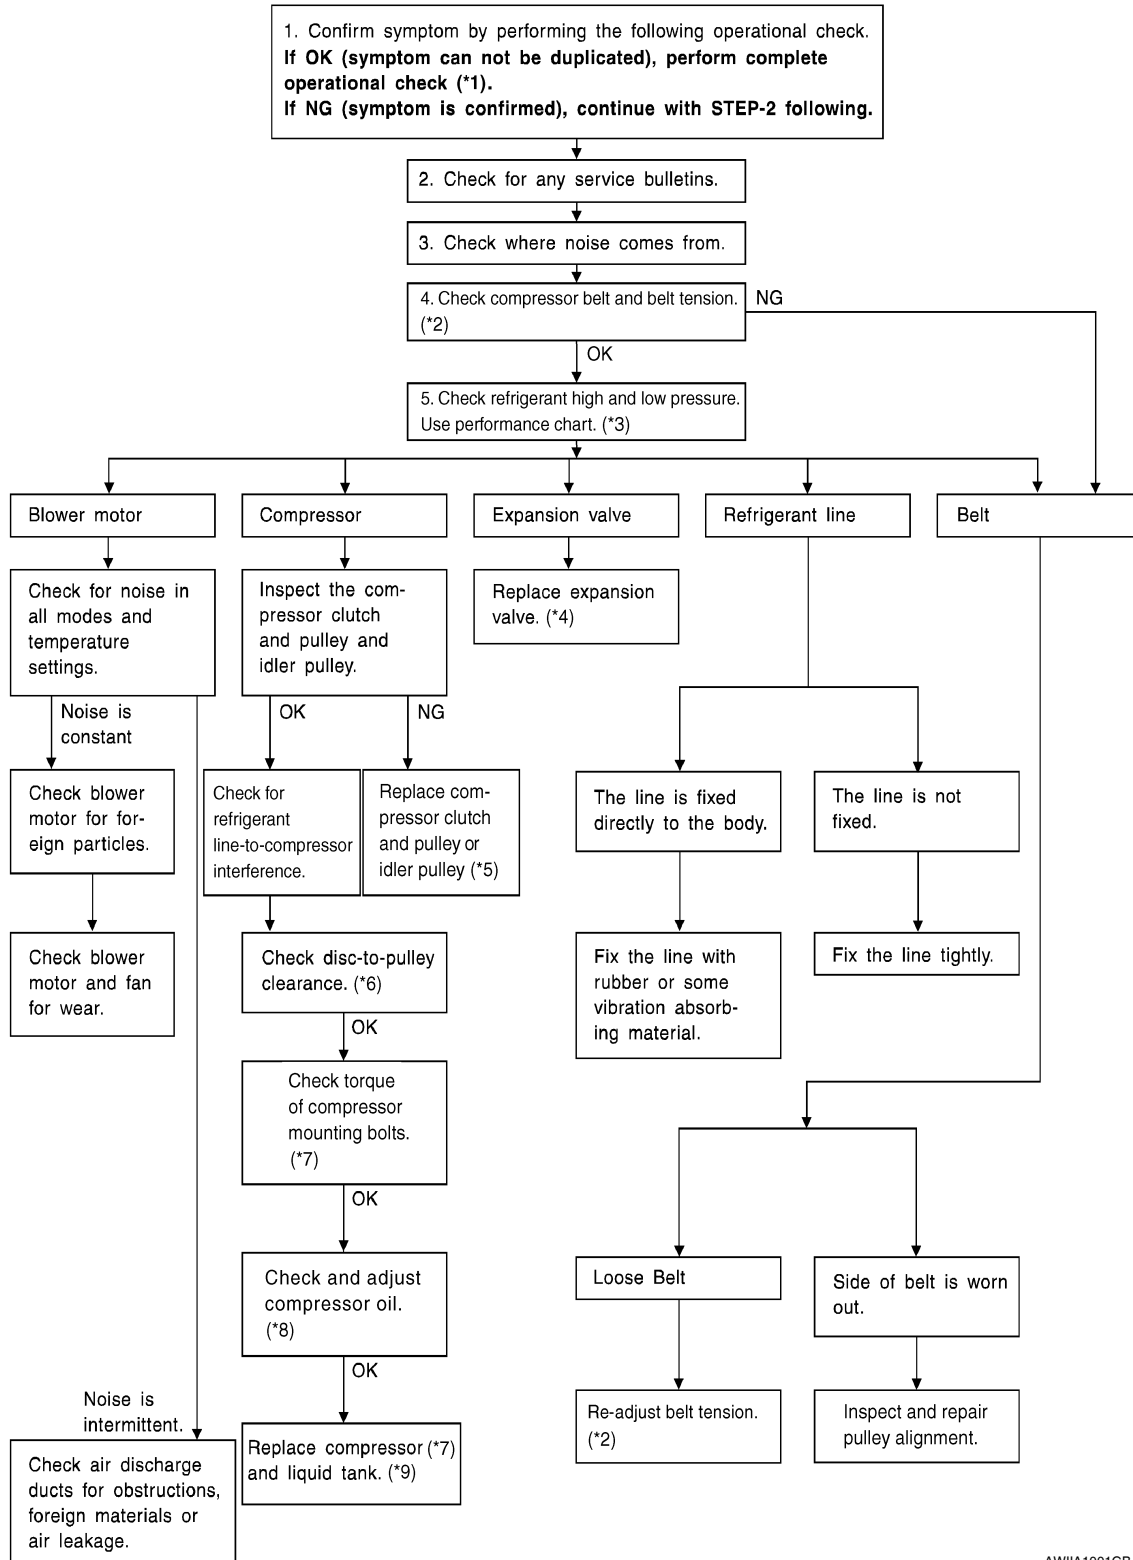 1. Confirm symptom by performing the following operational check.
If OK (symptom can not be duplicated), perform complete
operational check (*1).
If NG (symptom is confirmed), continue with STEP-2 following.
2. Check for any service bulletins.
3. Check where noise comes from.
4. Check compressor belt and belt tension.
(*2)
NG
OK
5. Check refrigerant high and low pressure.
Use performance chart. (*3)
Blower motor
Compressor
Expansion valve
Refrigerant line
Belt
Check for noise in
all modes and
temperature
settings.
Inspect the com-
pressor clutch
and pulley and
idler pulley.
Replace expansion
valve. (*4)
Noise is
constant
OK
NG
Check blower
motor for for-
eign particles.
Check for
refrigerant
line-to-compressor
interference.
Replace com-
pressor clutch
and pulley or
idler pulley (*5)
The line is fixed
directly to the body.
The line is not
fixed.
Check blower
motor and fan
for wear.
Check disc-to-pulley
clearance. (*6)
Fix the line with
rubber or some
vibration absorb-
ing material.
Fix the line tightly.
OK
Check torque
of compressor
mounting bolts.
(*7)
OK
Check and adjust
compressor oil.
(*8)
Loose Belt
Side of belt is worn
out.
OK
Noise is
intermittent.
Replace compressor (*7)
and liquid tank. (*9)
Re-adjust belt tension.
(*2)
Inspect and repair
pulley alignment.
Check air discharge
ducts for obstructions,
foreign materials or
air leakage.